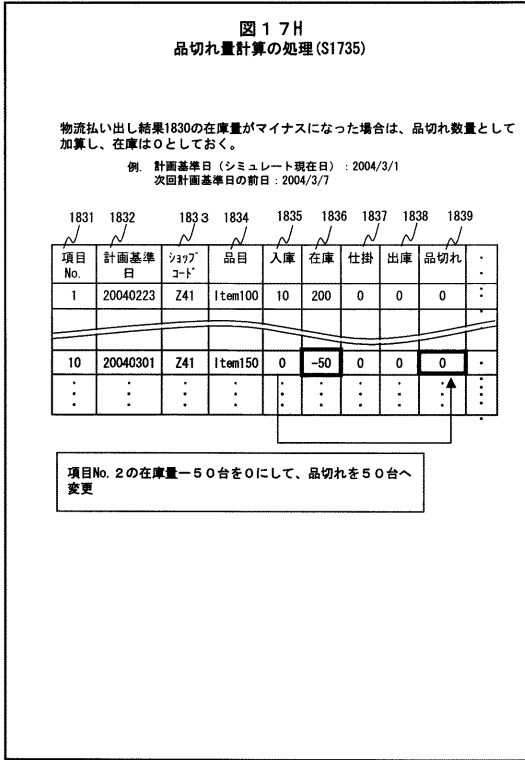 図１７H
品切れ量計算の処理(S1735)
物流払い出し結果1830の在庫量がマイナスになった場合は、品切れ数量として
加算し、在庫は０としておく。
例. 計画基準日（シミュレート現在日）：2004/3/1
次回計画基準日の前日：2004/3/7
1831 1832 1833 1834 1835 1836 1837 1838 1839
項目No. 計画基準日 ｼｮｯﾌﾟｺｰﾄﾞ 品目 入庫 在庫 仕掛 出庫 品切れ
1 20040223 Z41 Item100 10 200 0 0 0
10 20040301 Z41 Item150 0 -50 0 0 0
項目No. 2の在庫量－５０台を０にして、品切れを５０台へ
変更